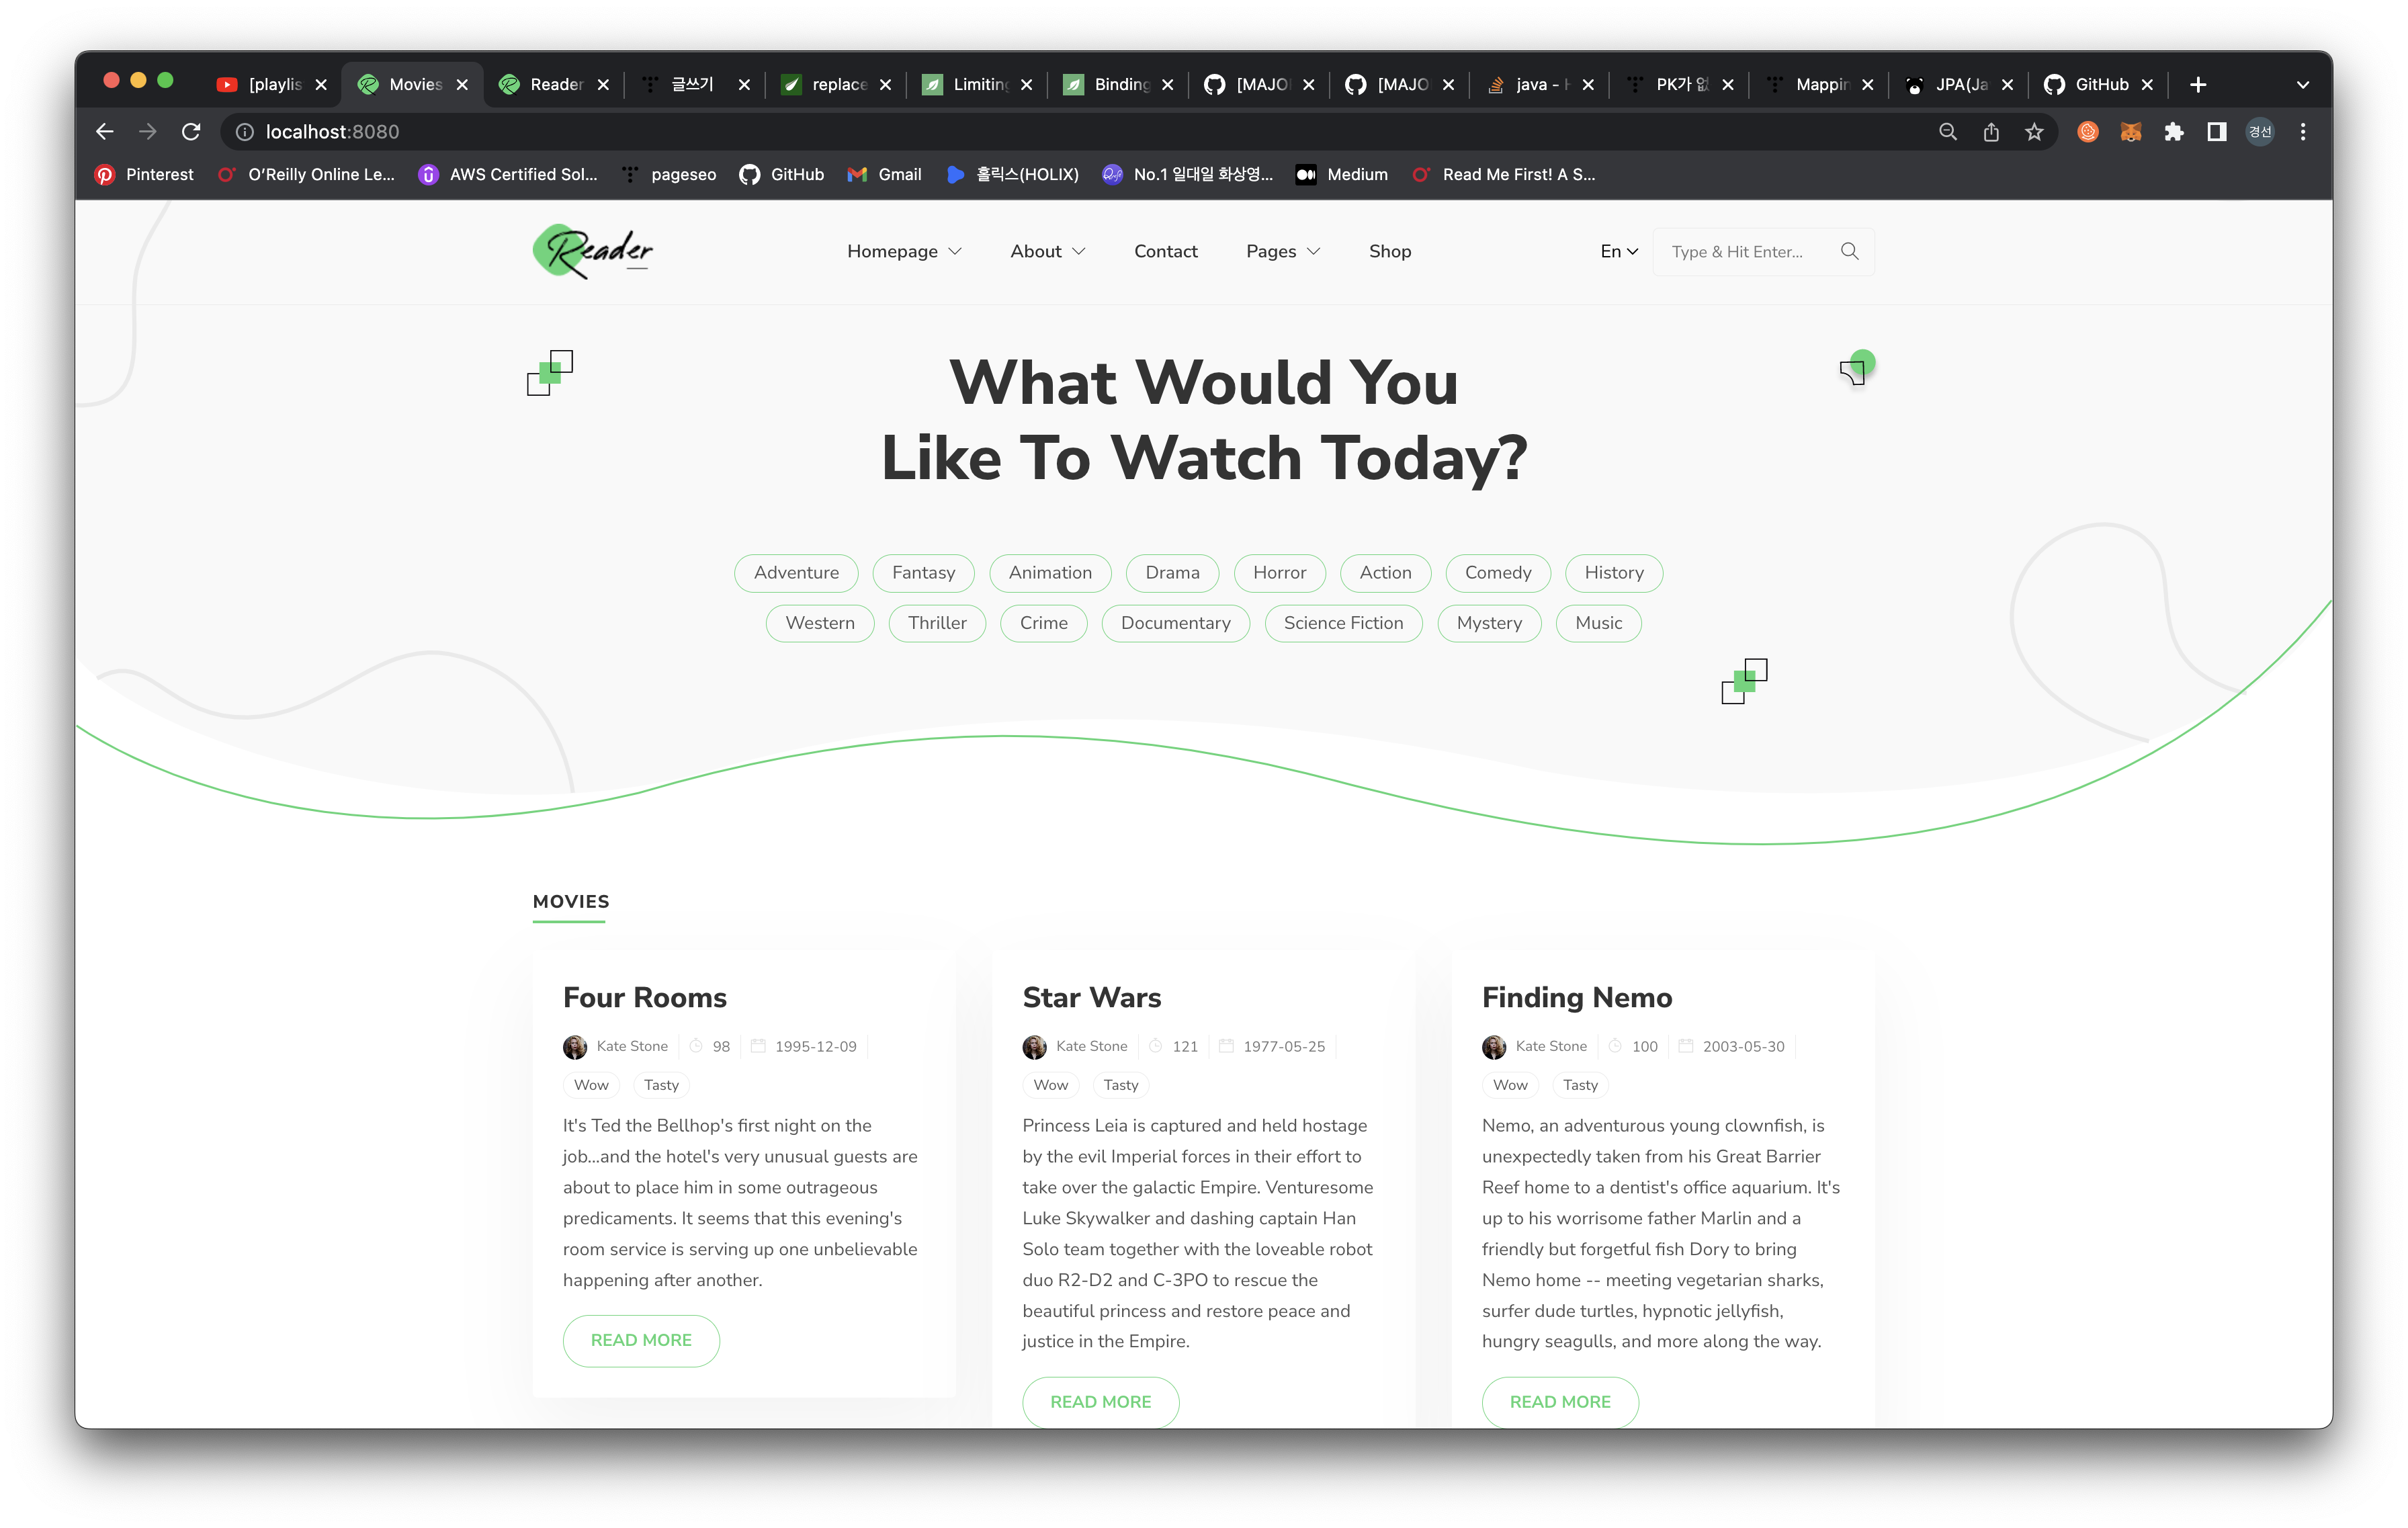 [playlis
Movies
Reader
글쓰기
replace
Limiting
Binding
[MAJO
[MAJO
java - H
PK가 없
Mappin
JPA(Ja
GitHub
localhost:8080
경선
Pinterest
O'Reilly Online Le...
AWS Certified Sol...
pageseo
GitHub
Gmail
홀릭스(HOLIX)
No.1 일대일 화상영...
Medium
Read Me First! A S...
Reader
Homepage
About
Contact
Pages
Shop
En
Type & Hit Enter...
What Would You
Like To Watch Today?
Adventure
Fantasy
Animation
Drama
Horror
Action
Comedy
History
Western
Thriller
Crime
Documentary
Science Fiction
Mystery
Music
MOVIES
Four Rooms
Kate Stone
98
1995-12-09
Wow
Tasty
It's Ted the Bellhop's first night on the
job...and the hotel's very unusual guests are
about to place him in some outrageous
predicaments. It seems that this evening's
room service is serving up one unbelievable
happening after another.
READ MORE
Star Wars
Kate Stone
121
1977-05-25
Wow
Tasty
Princess Leia is captured and held hostage
by the evil Imperial forces in their effort to
take over the galactic Empire. Venturesome
Luke Skywalker and dashing captain Han
Solo team together with the loveable robot
duo R2-D2 and C-3PO to rescue the
beautiful princess and restore peace and
justice in the Empire.
READ MORE
Finding Nemo
Kate Stone
100
2003-05-30
Wow
Tasty
Nemo, an adventurous young clownfish, is
unexpectedly taken from his Great Barrier
Reef home to a dentist's office aquarium. It's
up to his worrisome father Marlin and a
friendly but forgetful fish Dory to bring
Nemo home -- meeting vegetarian sharks,
surfer dude turtles, hypnotic jellyfish,
hungry seagulls, and more along the way.
READ MORE